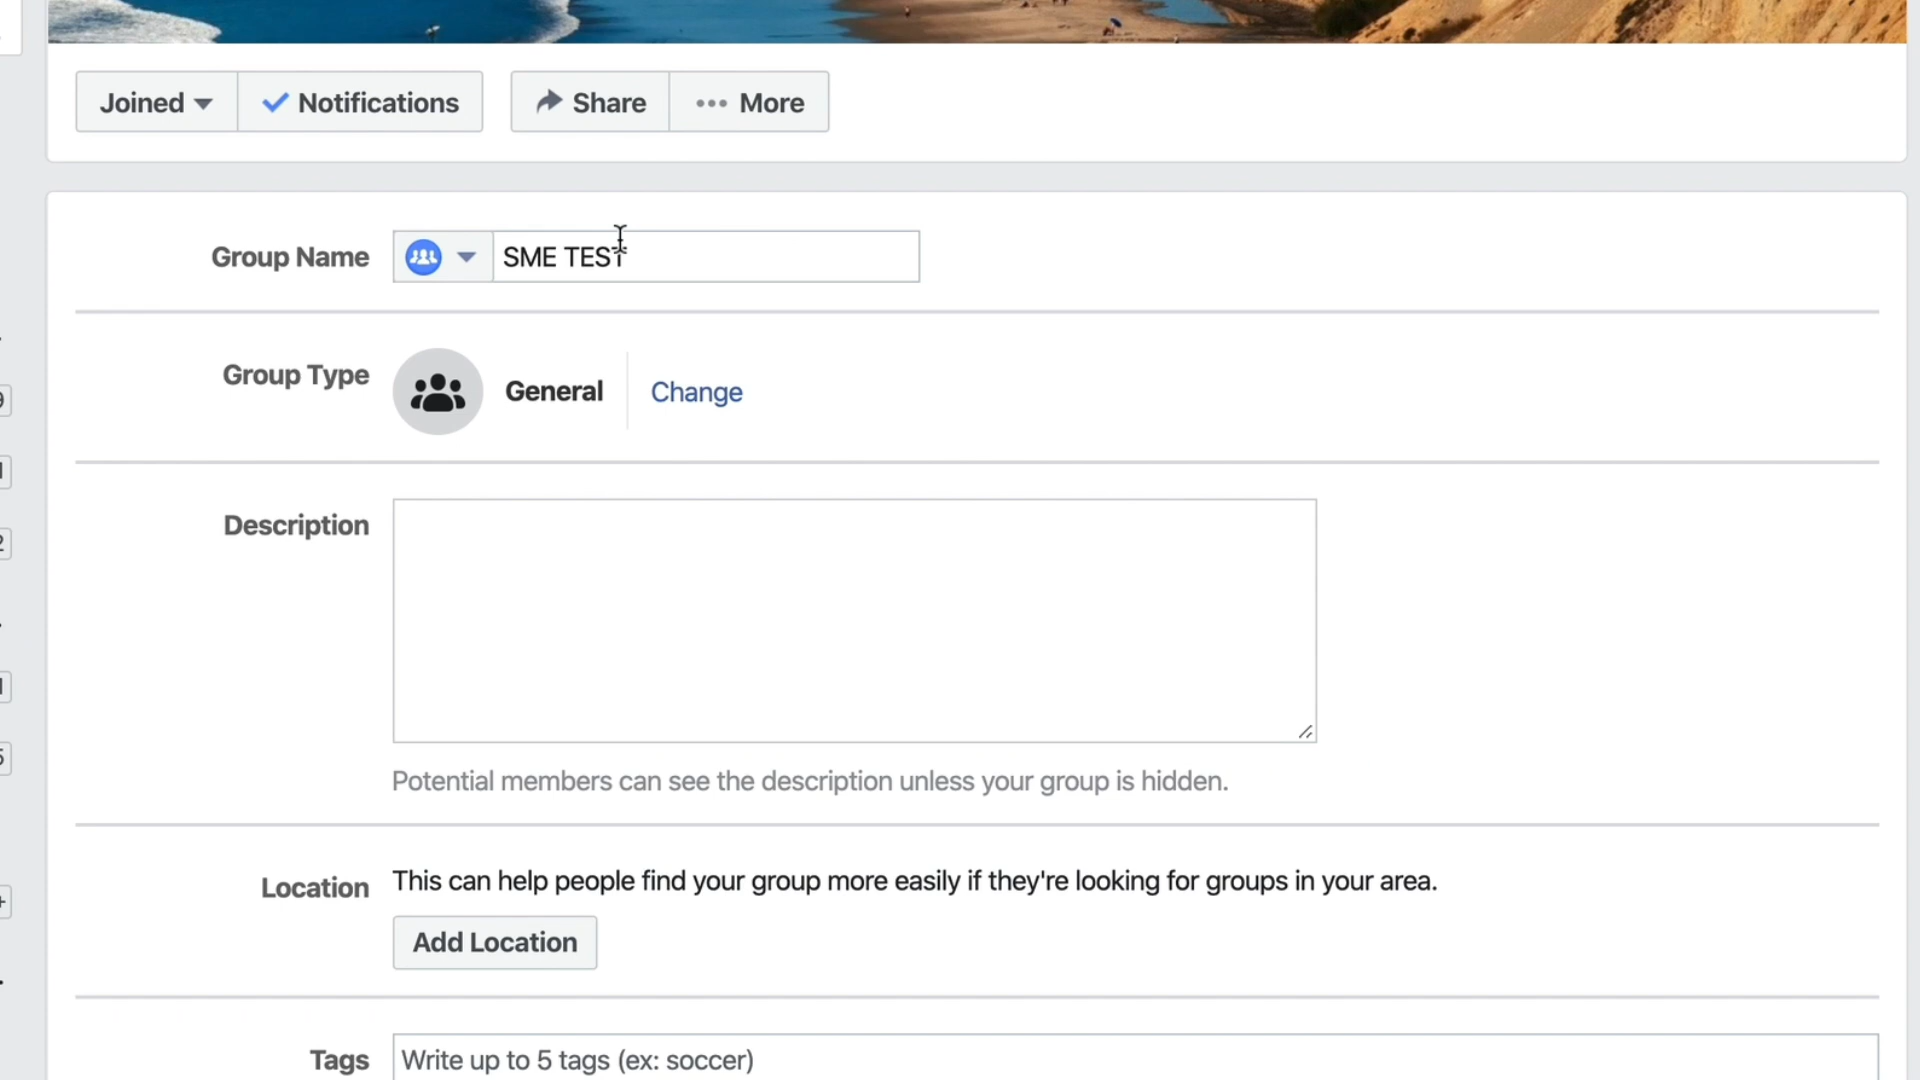 Joined
Notifications
Share
More
Group Name
SME TEST
Group Type
General
Change
Description
Potential members can see the description unless your group is hidden.
Location
This can help people find your group more easily if they're looking for groups in your area.
Add Location
Tags
Write up to 5 tags (ex: soccer)